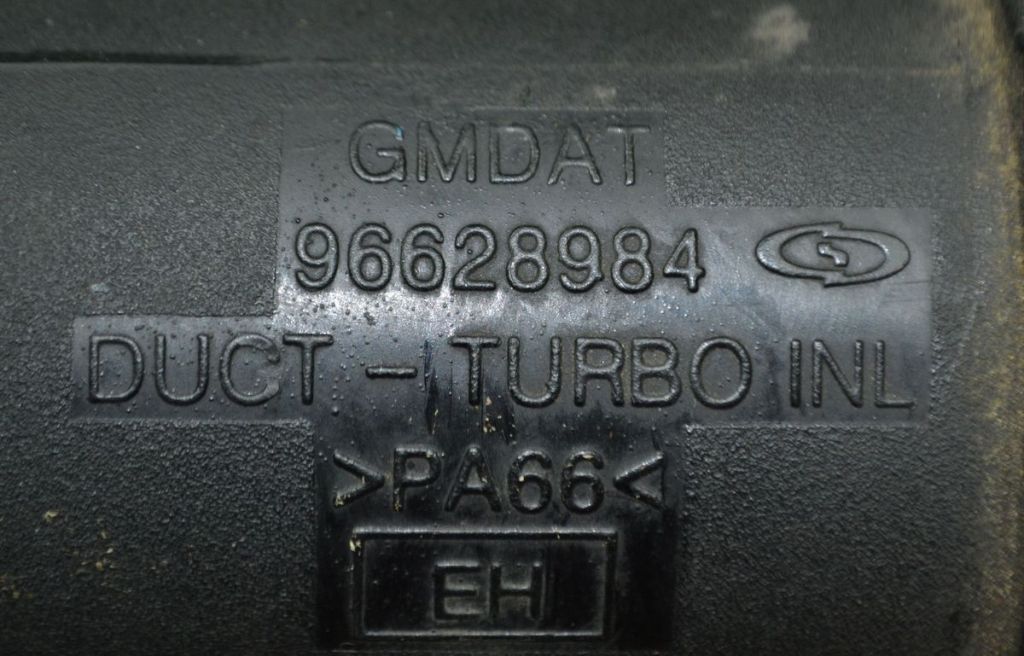 GMDAT
96628984
DUCT - TURBO INL
>PA66<
EH